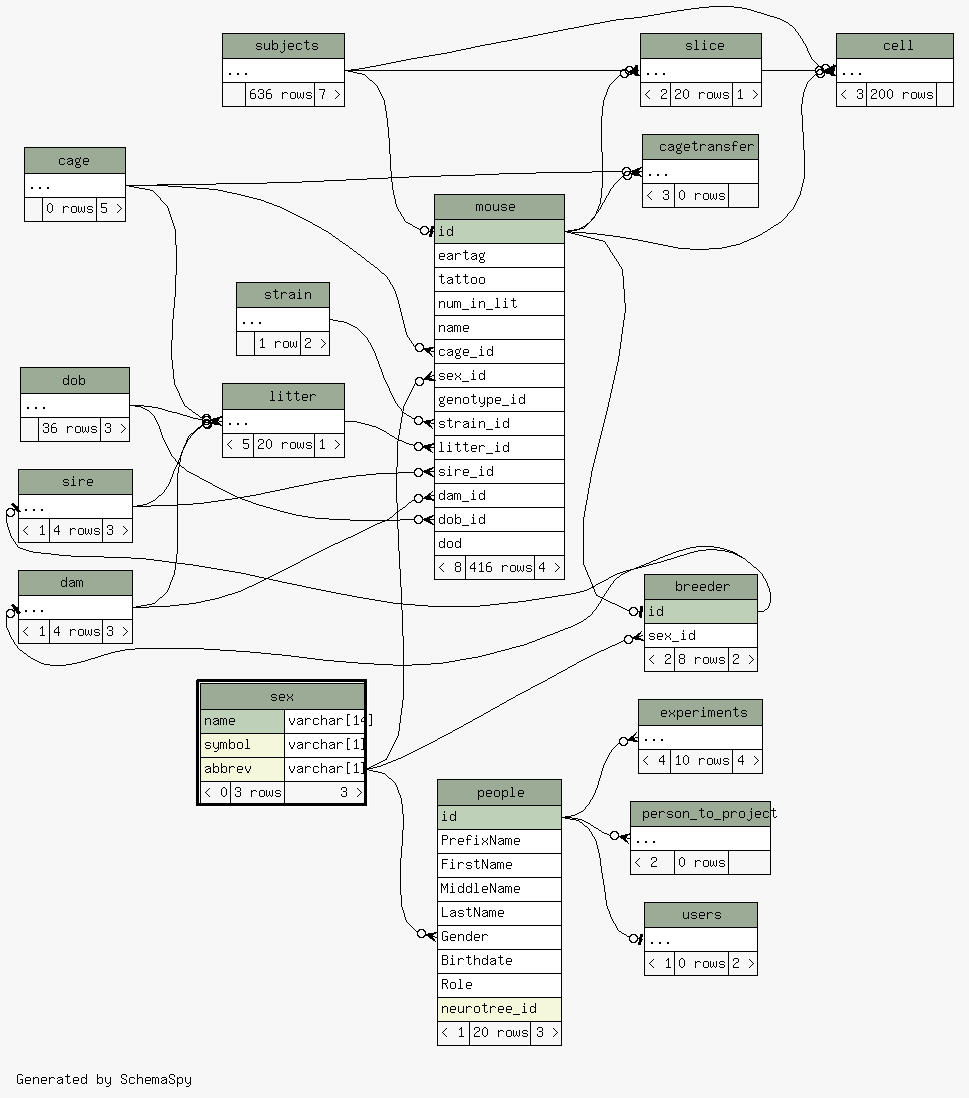 subjects
...
636 rows 7 >
slice
...
< 2 20 rows 1 >
cell
...
< 3 200 rows
cagetransfer
...
< 3 0 rows
cage
...
0 rows 5 >
mouse
id
eartag
tattoo
num_in_lit
name
cage_id
sex_id
genotype_id
strain_id
litter_id
sire_id
dam_id
dob_id
dod
< 8 416 rows 4 >
strain
...
1 row 2 >
dob
...
36 rows 3 >
litter
...
< 5 20 rows 1 >
sire
...
< 1 4 rows 3 >
dam
...
< 1 4 rows 3 >
breeder
id
sex_id
< 2 8 rows 2 >
sex
name varchar[14]
symbol varchar[1]
abbrev varchar[1]
< 0 3 rows 3 >
experiments
...
< 4 10 rows 4 >
people
id
PrefixName
FirstName
MiddleName
LastName
Gender
Birthdate
Role
neurotree_id
< 1 20 rows 3 >
person_to_project
...
< 2 0 rows
users
...
< 1 0 rows 2 >
Generated by SchemaSpy